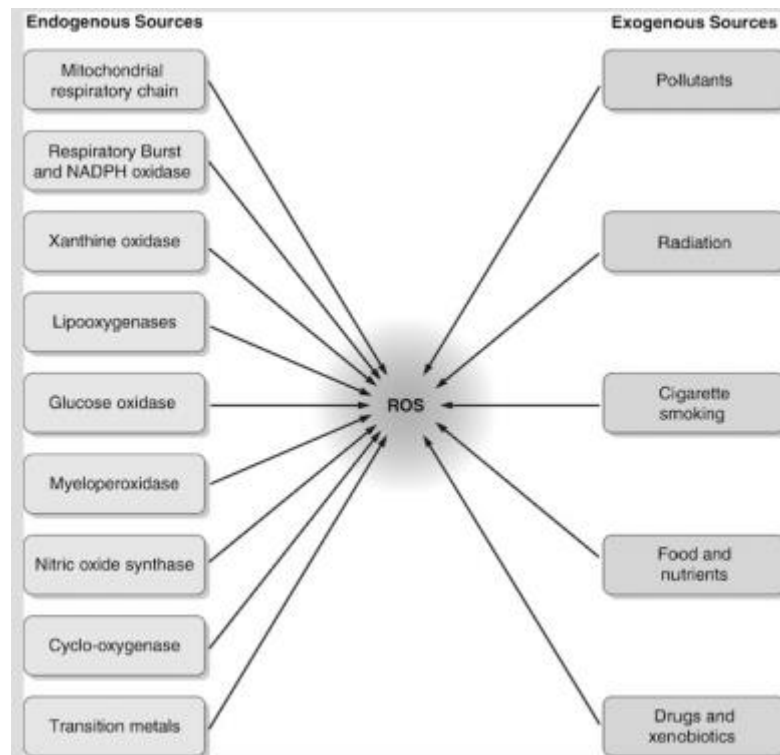 Endogenous Sources
Mitochondrial
respiratory chain
Respiratory Burst
and NADPH oxidase
Xanthine oxidase
Lipooxygenases
Glucose oxidase
Myeloperoxidase
Nitric oxide synthase
Cyclo-oxygenase
Transition metals
ROS
Exogenous Sources
Pollutants
Radiation
Cigarette
smoking
Food and
nutrients
Drugs and
xenobiotics